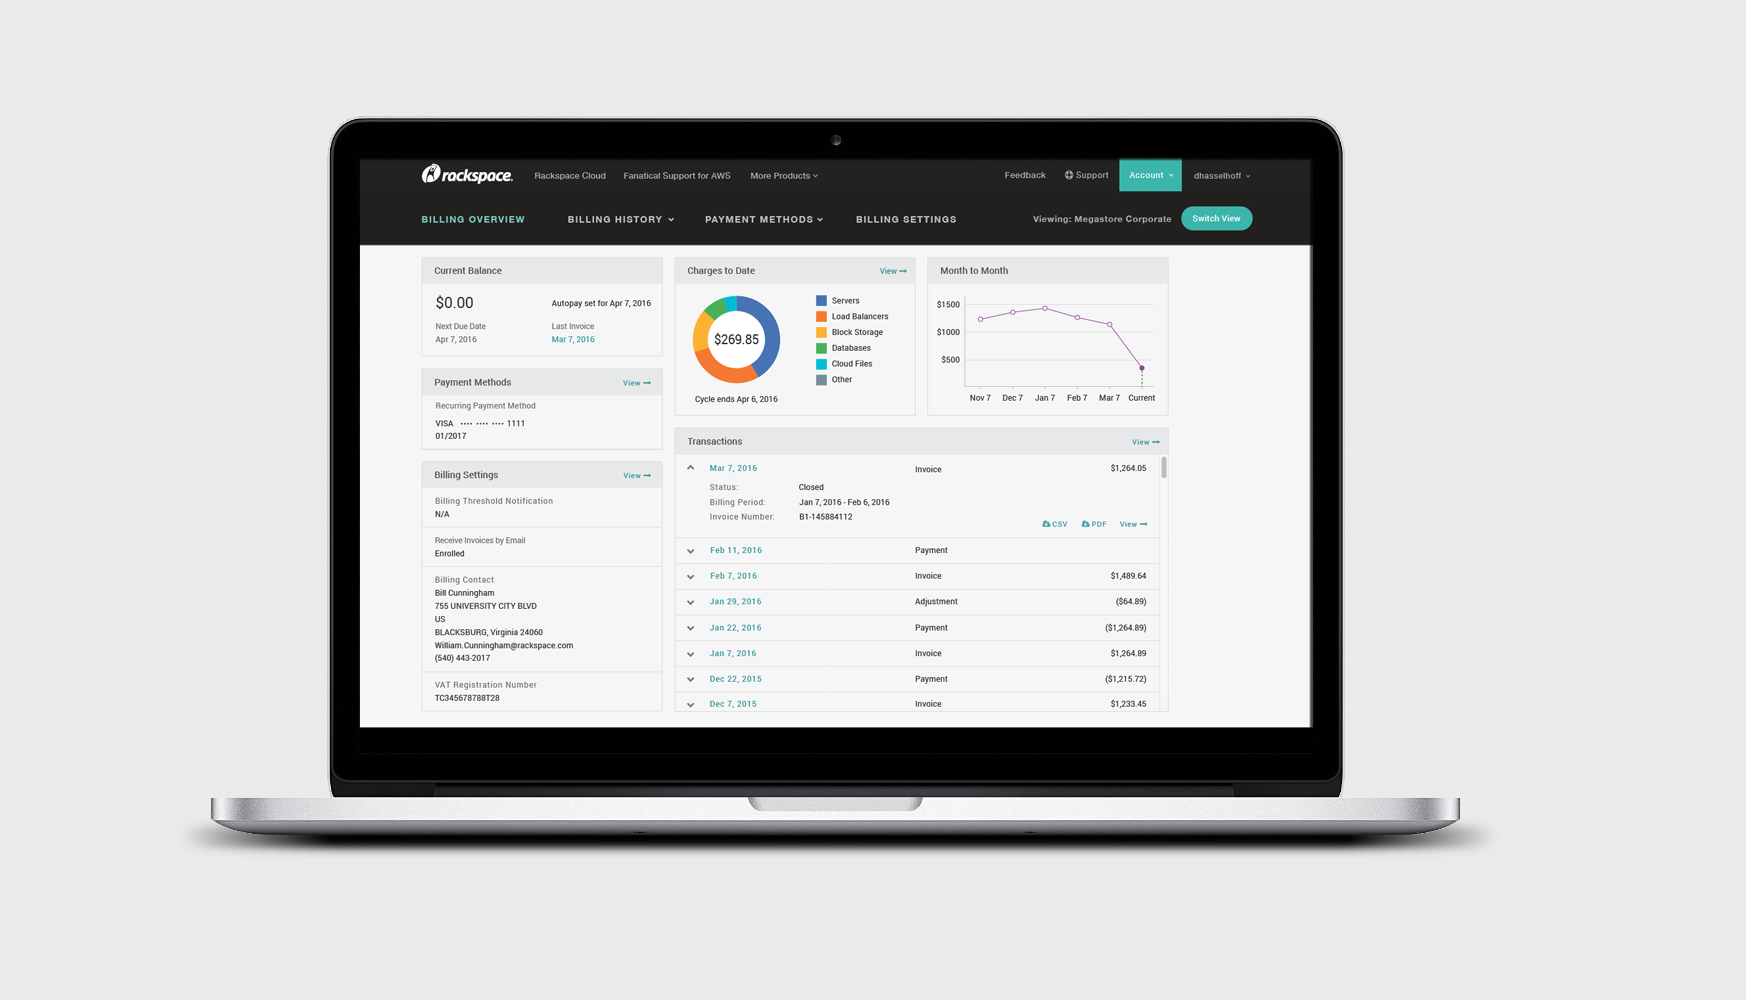 rackspace.
Rackspace Cloud
Fanatical Support for AWS
More Products
Feedback
Support
Account
dhasselhoff
BILLING OVERVIEW
BILLING HISTORY
PAYMENT METHODS
BILLING SETTINGS
Viewing: Megastore Corporate
Switch View
Current Balance
$0.00
Autopay set for Apr 7, 2016
Next Due Date
Last Invoice
Apr 7, 2016
Mar 7, 2016
Payment Methods
View
Recurring Payment Method
VISA •••• •••• •••• 1111
01/2017
Billing Settings
View
Billing Threshold Notification
N/A
Receive Invoices by Email
Enrolled
Billing Contact
Bill Cunningham
755 UNIVERSITY CITY BLVD
US
BLACKSBURG, Virginia 24060
William.Cunningham@rackspace.com
(540) 443-2017
VAT Registration Number
TC345678788T28
Charges to Date
View
$269.85
Servers
Load Balancers
Block Storage
Databases
Cloud Files
Other
Cycle ends Apr 6, 2016
Month to Month
$1500
$1000
$500
Nov 7 Dec 7 Jan 7 Feb 7 Mar 7 Current
Transactions
View
Mar 7, 2016 Invoice $1,264.05
Status: Closed
Billing Period: Jan 7, 2016 - Feb 6, 2016
Invoice Number: B1-145884112
CSV PDF View
Feb 11, 2016 Payment
Feb 7, 2016 Invoice $1,489.64
Jan 29, 2016 Adjustment ($64.89)
Jan 22, 2016 Payment ($1,264.89)
Jan 7, 2016 Invoice $1,264.89
Dec 22, 2015 Payment ($1,215.72)
Dec 7, 2015 Invoice $1,233.45